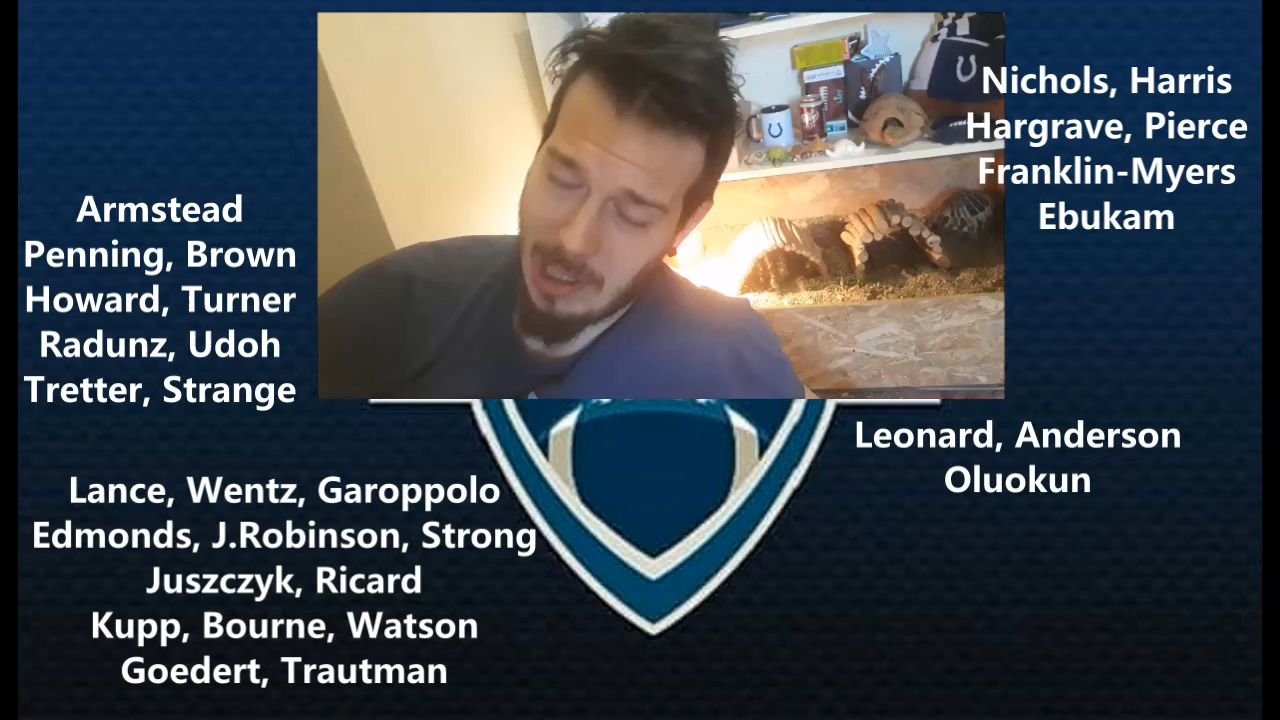 Nichols, Harris
Hargrave, Pierce
Franklin-Myers
Ebukam
Armstead
Penning, Brown
Howard, Turner
Radunz, Udoh
Tretter, Strange
Leonard, Anderson
Oluokun
Lance, Wentz, Garoppolo
Edmonds, J.Robinson, Strong
Juszczyk, Ricard
Kupp, Bourne, Watson
Goedert, Trautman